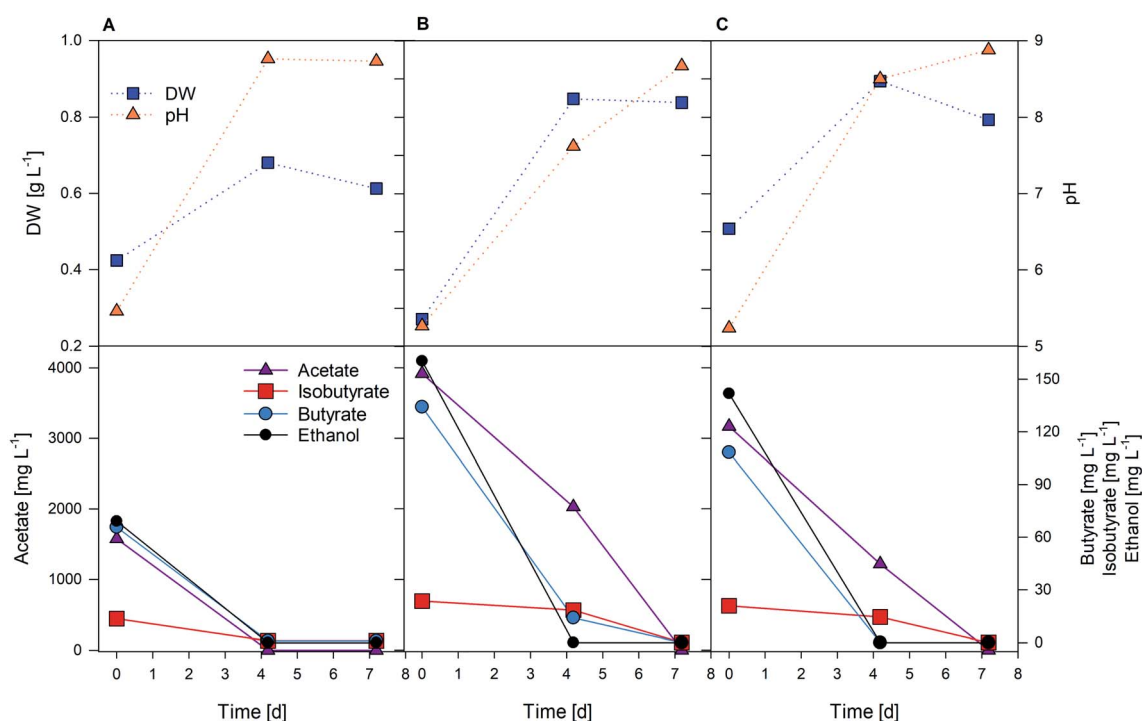 A B C
1.0
0.8
0.6
0.4
0.2
DW [g L⁻¹]
DW
pH
9
8
7
6
5
pH
4000
3000
2000
1000
0
Acetate [mg L⁻¹]
Acetate
Isobutyrate
Butyrate
Ethanol
150
120
90
60
30
0
Butyrate [mg L⁻¹]
Isobutyrate [mg L⁻¹]
Ethanol [mg L⁻¹]
0 1 2 3 4 5 6 7 8 0 1 2 3 4 5 6 7 8 0 1 2 3 4 5 6 7 8
Time [d] Time [d] Time [d]